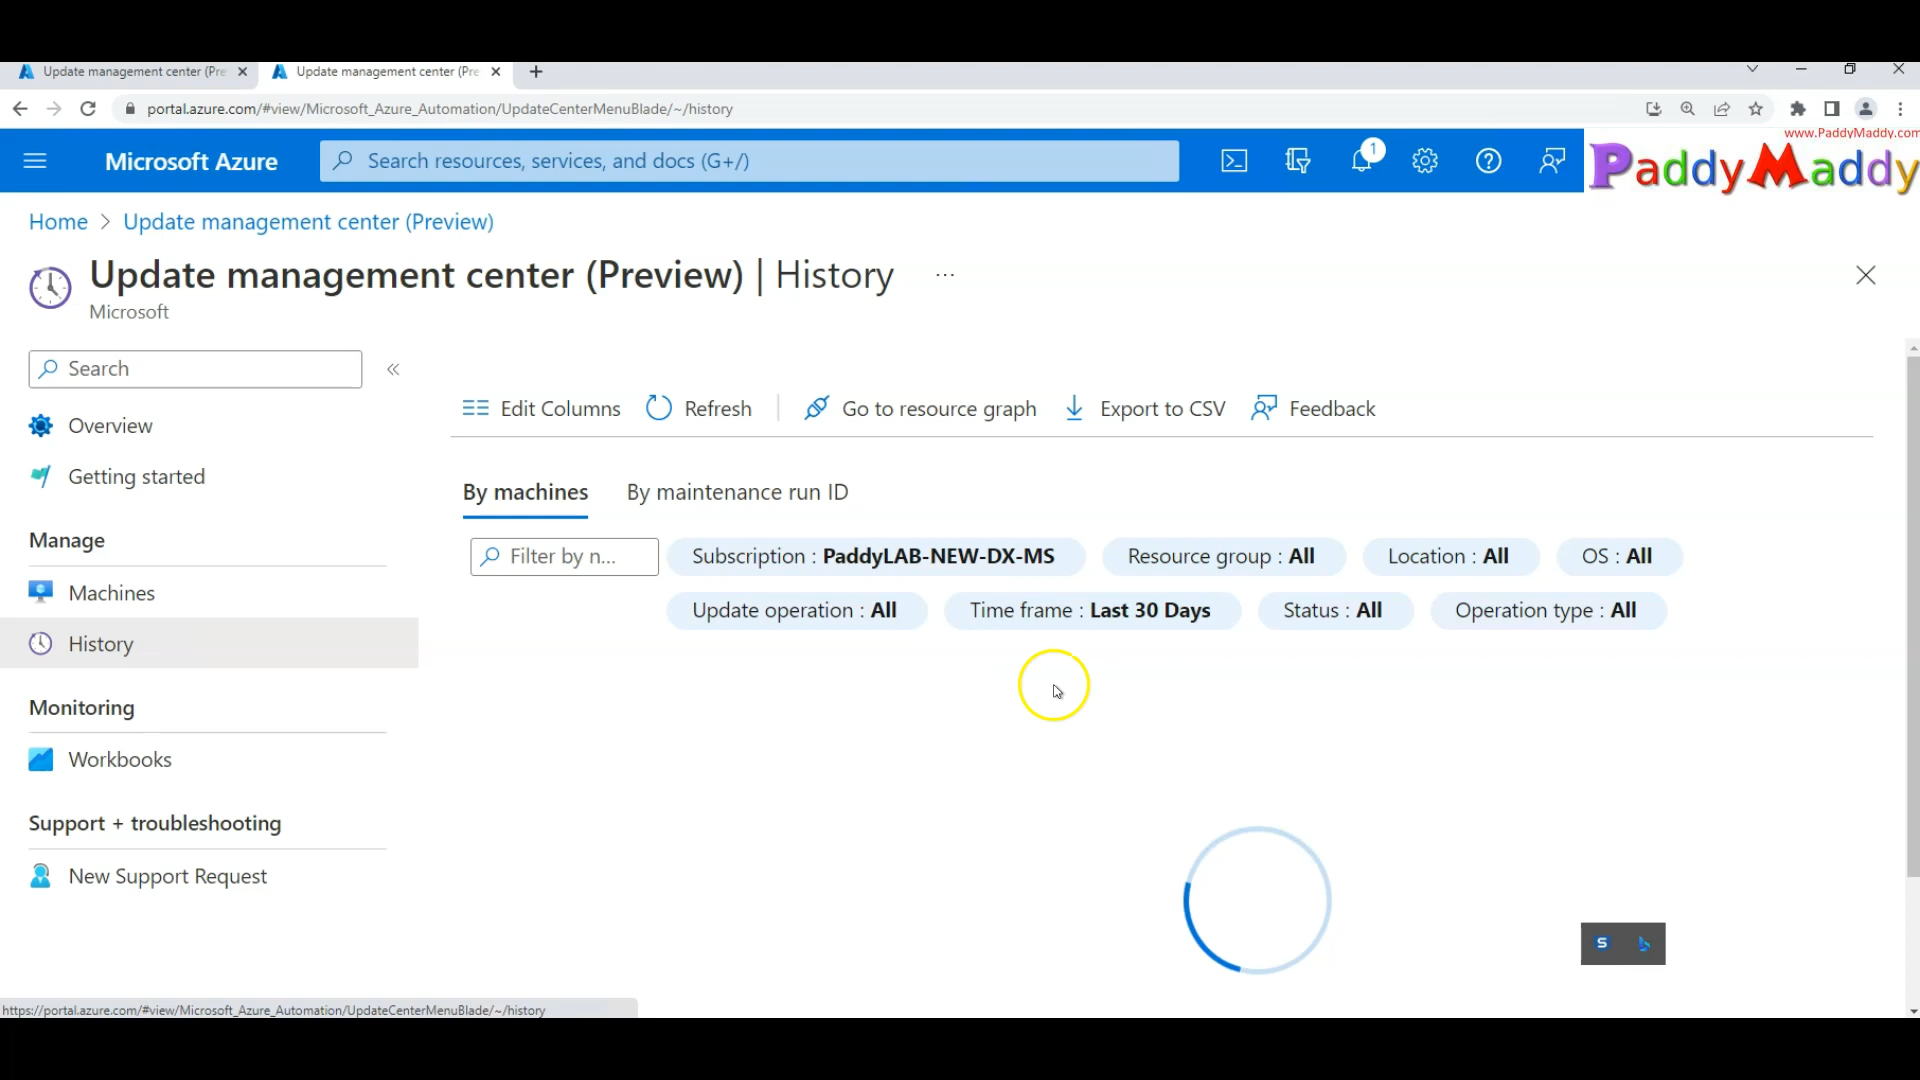 Update management center (Pre
Update management center (Pre
portal.azure.com/#view/Microsoft_Azure_Automation/UpdateCenterMenuBlade/~/history
www.PaddyMaddy.com
Microsoft Azure
Search resources, services, and docs (G+/)
1
PaddyMaddy
Home > Update management center (Preview)
Update management center (Preview) | History ...
Microsoft
Search
«
Edit Columns
Refresh
Go to resource graph
Export to CSV
Feedback
Overview
Getting started
Manage
Machines
History
Monitoring
Workbooks
Support + troubleshooting
New Support Request
By machines
By maintenance run ID
Filter by n...
Subscription : PaddyLAB-NEW-DX-MS
Resource group : All
Location : All
OS : All
Update operation : All
Time frame : Last 30 Days
Status : All
Operation type : All
S
https://portal.azure.com/#view/Microsoft_Azure_Automation/UpdateCenterMenuBlade/~/history